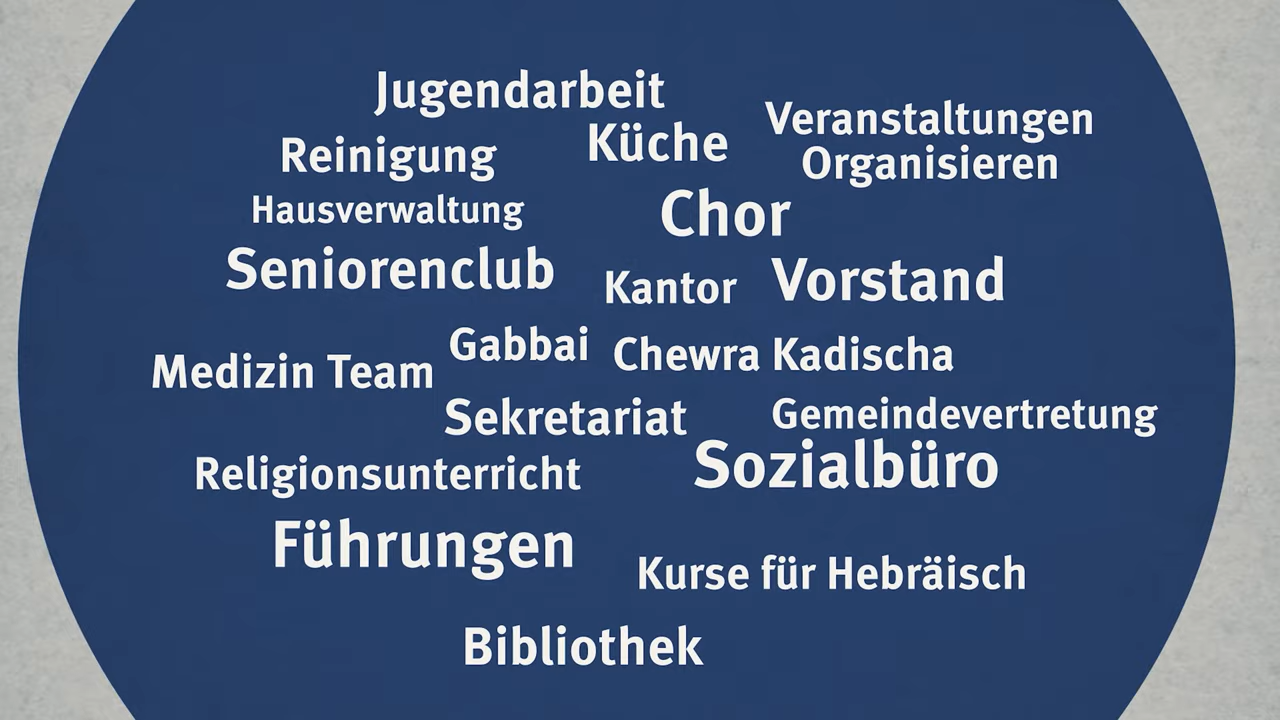 Jugendarbeit
Veranstaltungen
Organisieren
Küche
Reinigung
Hausverwaltung
Chor
Seniorenclub
Kantor
Vorstand
Gabbai
Chewra Kadischa
Medizin Team
Sekretariat
Gemeindevertretung
Religionsunterricht
Sozialbüro
Führungen
Kurse für Hebräisch
Bibliothek